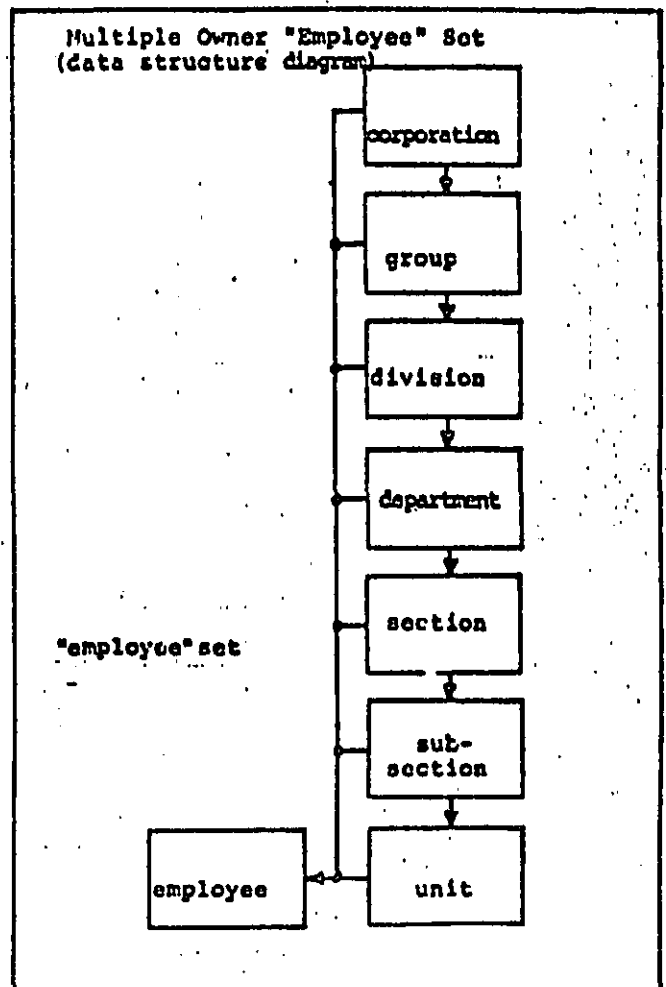 Multiple Owner "Employee" Set
(data structure diagram)
corporation
group
division
department
section
"employee" set
sub-
section
employee
unit